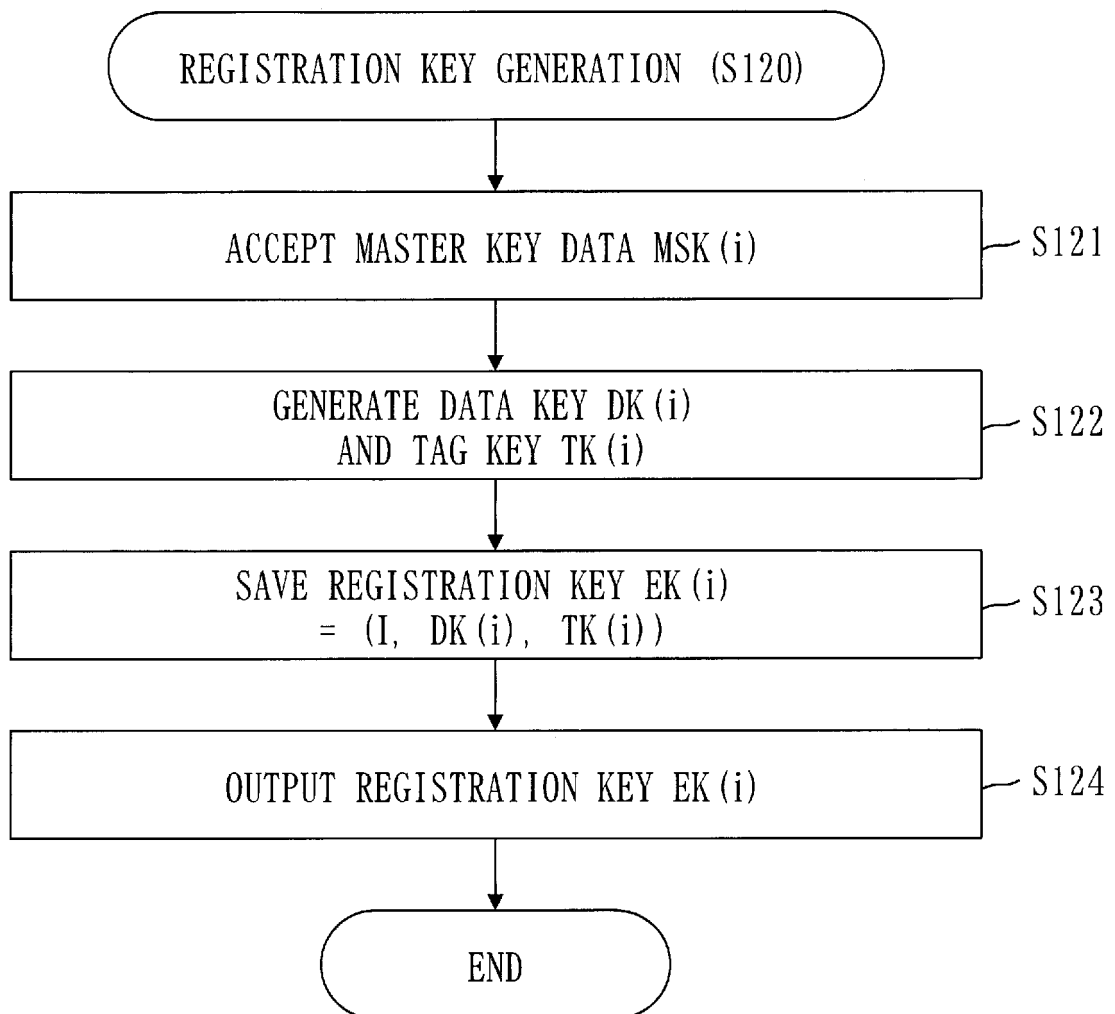 REGISTRATION KEY GENERATION (S120)
ACCEPT MASTER KEY DATA MSK(i)
S121
GENERATE DATA KEY DK(i)
AND TAG KEY TK(i)
S122
SAVE REGISTRATION KEY EK(i)
= (I, DK(i), TK(i))
S123
OUTPUT REGISTRATION KEY EK(i)
S124
END